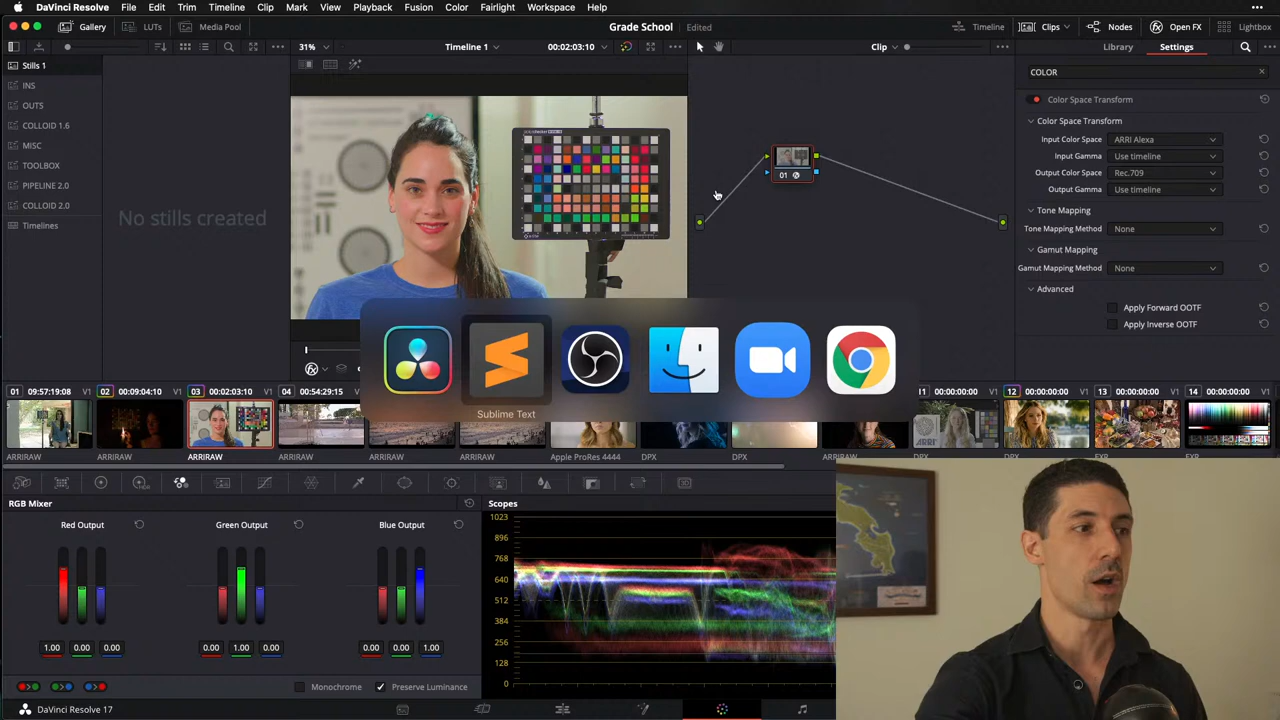 DaVinci Resolve File Edit Trim Timeline Clip Mark View Playback Fusion Color Fairlight Workspace Help
Gallery LUTs Media Pool Grade School Edited Timeline Clips Nodes Open FX Lightbox
31% Timeline 1 00:02:03:10 Clip Library Settings
Stills 1
INS
OUTS
COLLOID 1.6
MISC
TOOLBOX
PIPELINE 2.0
COLLOID 2.0
Timelines
No stills created
01
COLOR
Color Space Transform
Color Space Transform
Input Color Space ARRI Alexa
Input Gamma Use timeline
Output Color Space Rec.709
Output Gamma Use timeline
Tone Mapping
Tone Mapping Method None
Gamut Mapping
Gamut Mapping Method None
Advanced
Apply Forward OOTF
Apply Inverse OOTF
Sublime Text
01 09:57:19:08 V1 02 00:09:04:10 V1 03 00:02:03:10 V1 04 00:54:29:15 V1 11 00:00:00:00 V1 12 00:00:00:00 V1 13 00:00:00:00 V1 14 00:00:00:00 V1
ARRIRAW ARRIRAW ARRIRAW ARRIRAW ARRIRAW ARRIRAW Apple ProRes 4444 DPX DPX ARRIRAW DPX DPX EXR EXR
RGB Mixer
Red Output Green Output Blue Output
1.00 0.00 0.00 0.00 1.00 0.00 0.00 0.00 1.00
Monochrome Preserve Luminance
Scopes
1023
896
768
640
512
384
256
128
0
DaVinci Resolve 17